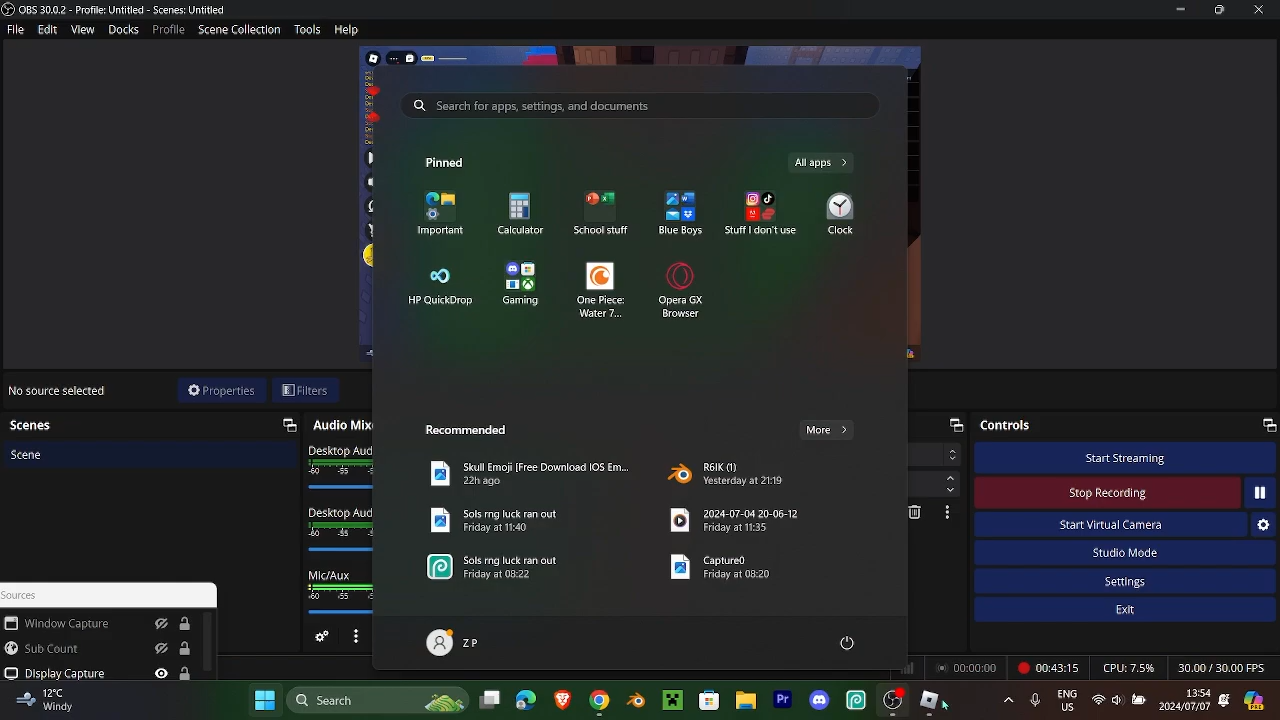 OBS 30.0.2 - Profile: Untitled - Scenes: Untitled
File Edit View Docks Profile Scene Collection Tools Help
Search for apps, settings, and documents
Pinned
All apps
Important
Calculator
School stuff
Blue Boys
Stuff I don't use
Clock
HP QuickDrop
Gaming
One Piece:
Water 7...
Opera GX
Browser
No source selected
Properties
Filters
Recommended
More
Skull Emoji [Free Download IOS Em...
22h ago
R6IK (1)
Yesterday at 21:19
Sols rng luck ran out
Friday at 11:40
2024-07-04 20-06-12
Friday at 11:35
Sols rng luck ran out
Friday at 08:22
Capture0
Friday at 08:20
Z P
Scenes
Scene
Audio Mixe
Desktop Aud
-60 -55
Desktop Aud
-60 -55
Mic/Aux
-60 -55
Sources
Window Capture
Sub Count
Display Capture
Controls
Start Streaming
Stop Recording
Start Virtual Camera
Studio Mode
Settings
Exit
00:00:00
00:43:15
CPU: 7.5%
30.00 / 30.00 FPS
12°C
Windy
Search
ENG
US
13:54
2024/07/07